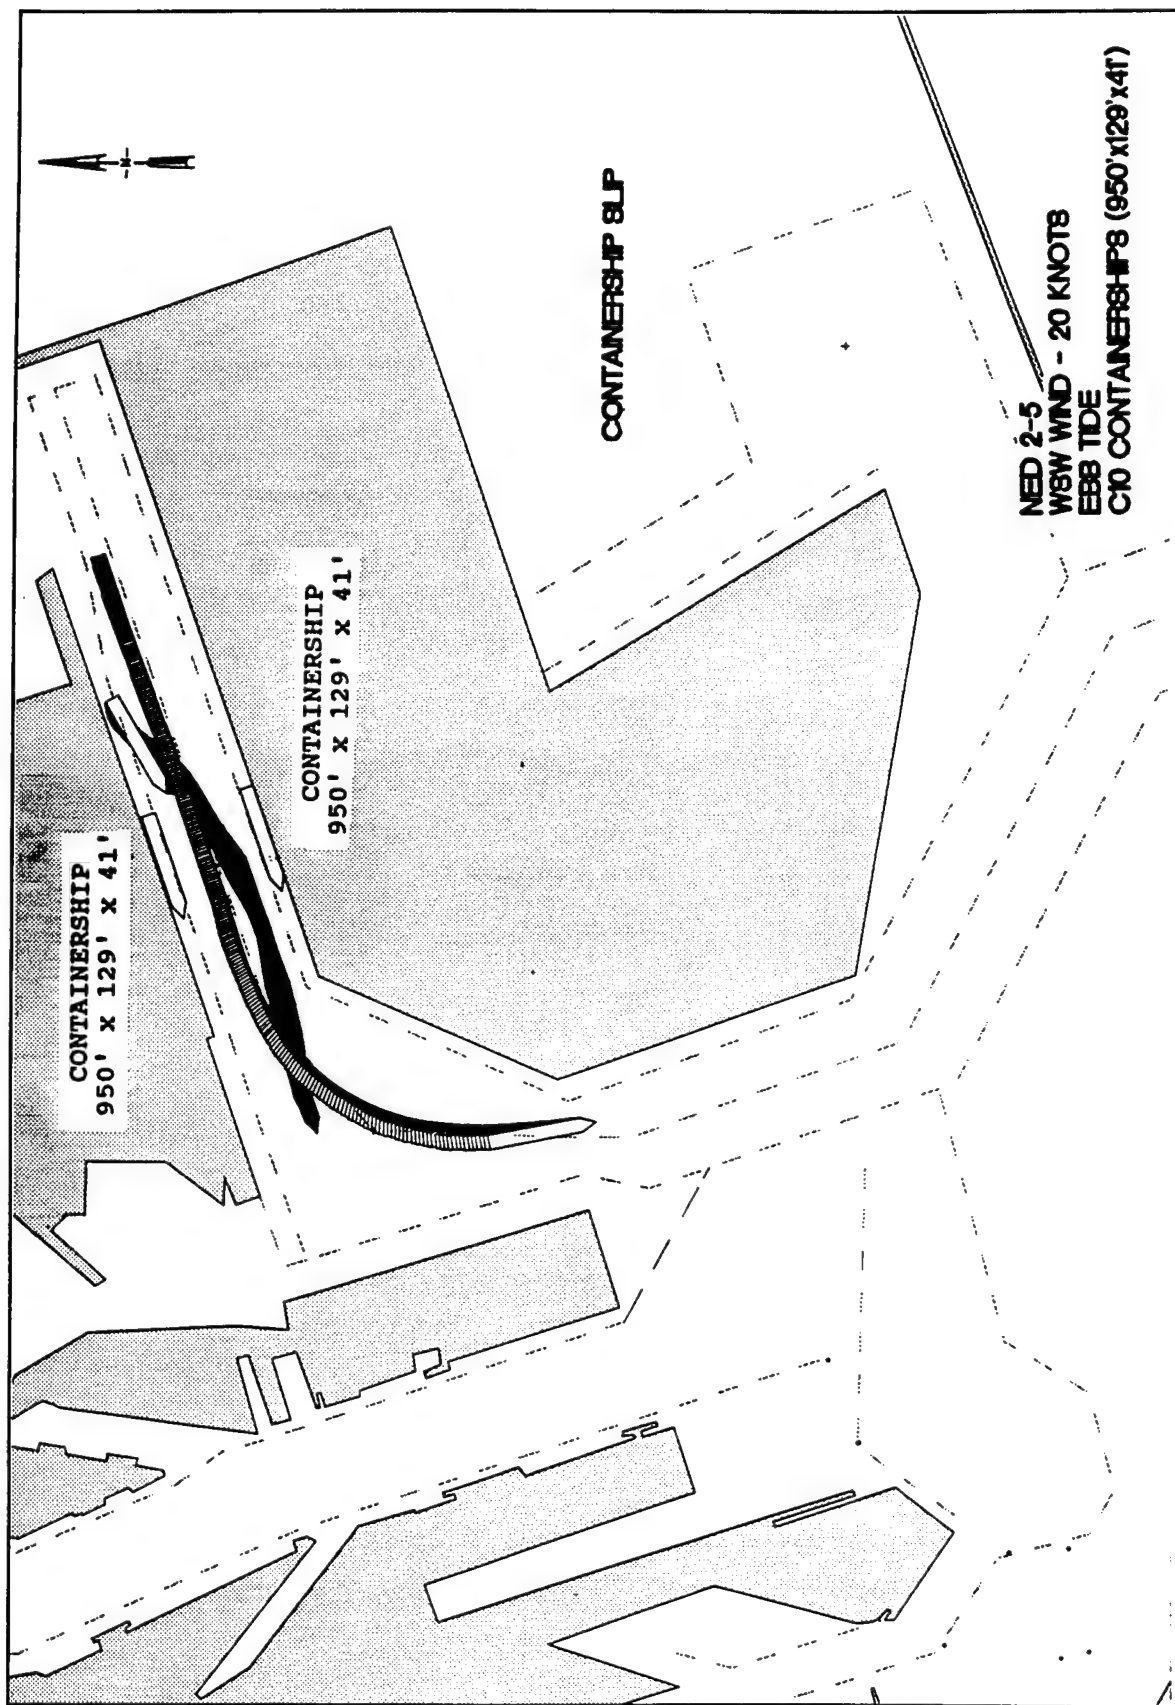 CONTAINERSHIP
950' x 129' x 41'
CONTAINERSHIP
950' x 129' x 41'
CONTAINERSHIP SLIP
NED 2-5
WSW WIND - 20 KNOTS
EBB TIDE
C10 CONTAINERSHIPS (950'x129'x41')
N